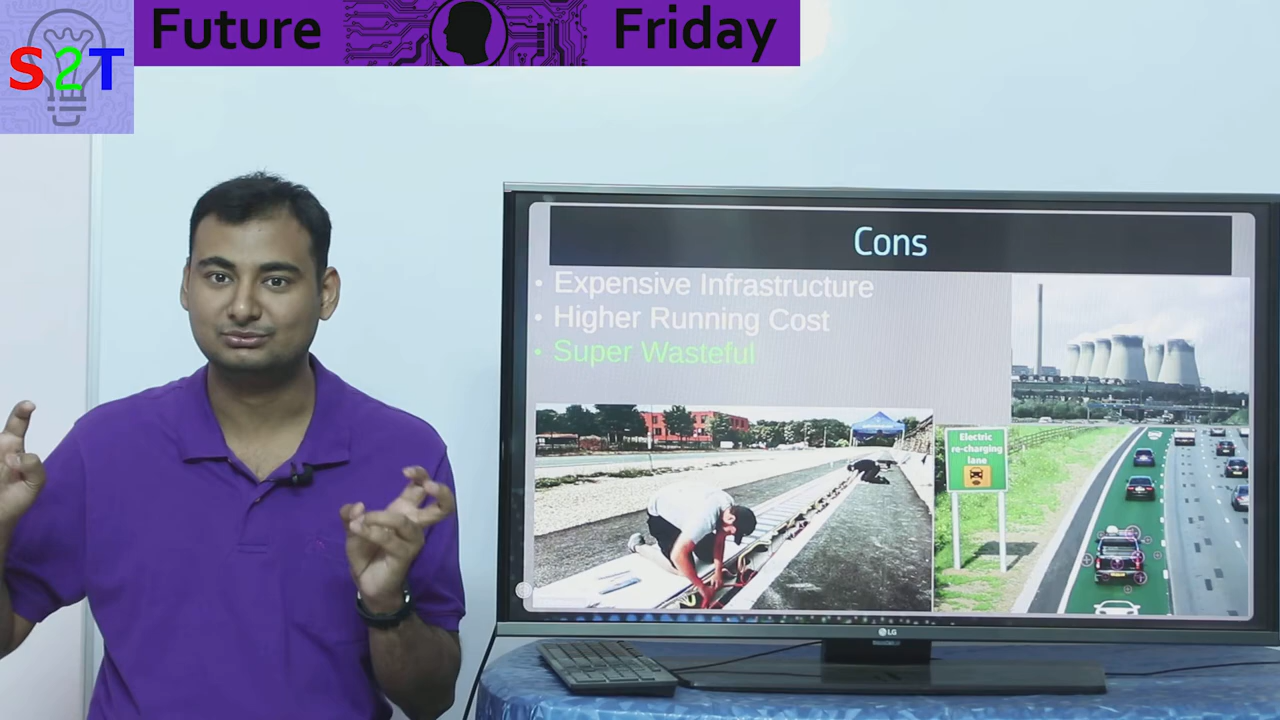 Future Friday
S2T
Cons
• Expensive Infrastructure
• Higher Running Cost
• Super Wasteful
Electric
re-charging
lane
LG